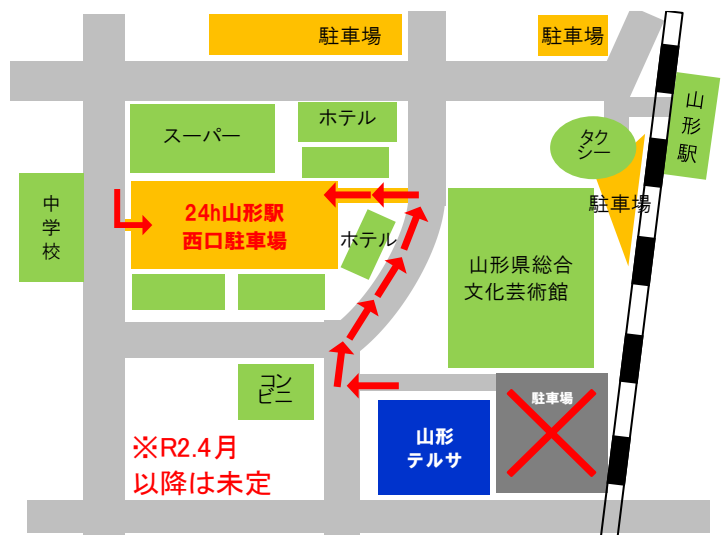 駐車場
駐車場
山形駅
スーパー
ホテル
タク
シー
中学校
24h山形駅
西口駐車場
ホテル
駐車場
山形県総合
文化芸術館
コン
ビニ
駐車場
山形
テルサ
※R2.4月
以降は未定